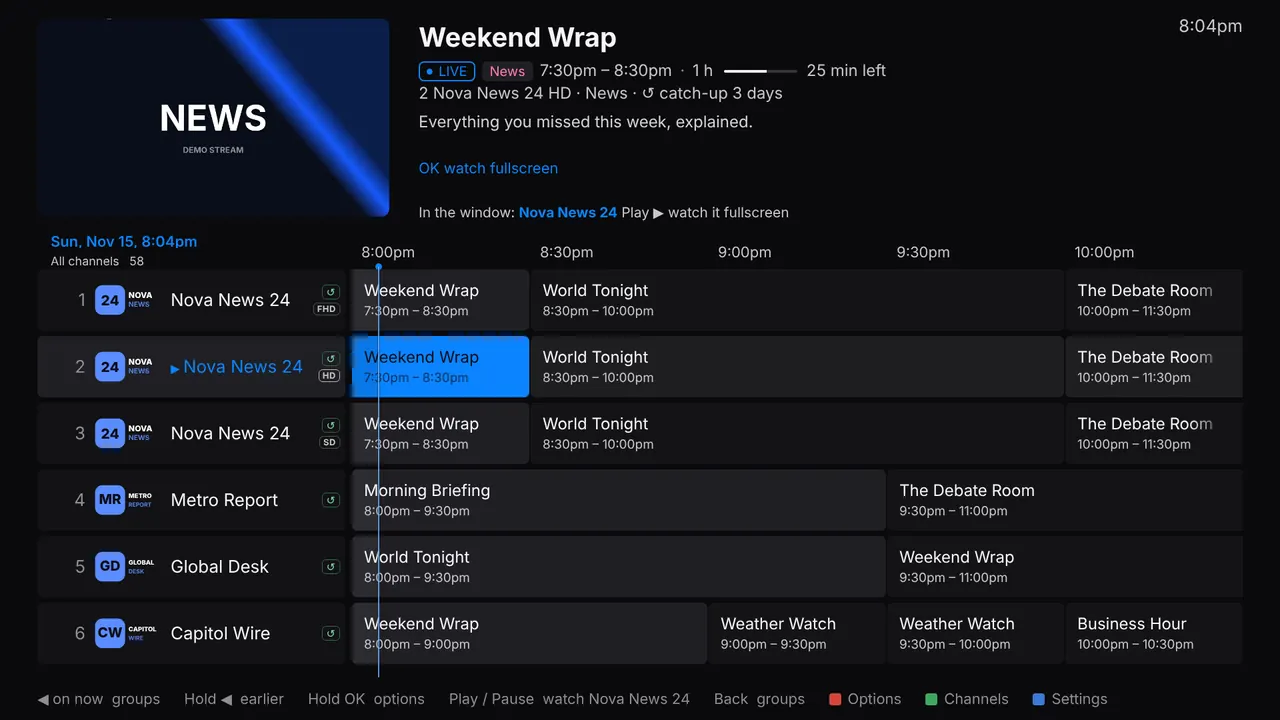 NEWS
DEMO STREAM
Weekend Wrap
8:04pm
● LIVE News 7:30pm – 8:30pm · 1 h 25 min left
2 Nova News 24 HD · News · ↺ catch-up 3 days
Everything you missed this week, explained.
OK watch fullscreen
In the window: Nova News 24 Play ▶ watch it fullscreen
Sun, Nov 15, 8:04pm
All channels 58
8:00pm 8:30pm 9:00pm 9:30pm 10:00pm
1 24 NOVA NEWS Nova News 24 ↺ FHD
Weekend Wrap
7:30pm – 8:30pm
World Tonight
8:30pm – 10:00pm
The Debate Room
10:00pm – 11:30pm
2 24 NOVA NEWS ▶ Nova News 24 ↺ HD
Weekend Wrap
7:30pm – 8:30pm
World Tonight
8:30pm – 10:00pm
The Debate Room
10:00pm – 11:30pm
3 24 NOVA NEWS Nova News 24 ↺ SD
Weekend Wrap
7:30pm – 8:30pm
World Tonight
8:30pm – 10:00pm
The Debate Room
10:00pm – 11:30pm
4 MR METRO REPORT Metro Report ↺
Morning Briefing
8:00pm – 9:30pm
The Debate Room
9:30pm – 11:00pm
5 GD GLOBAL DESK Global Desk ↺
World Tonight
8:00pm – 9:30pm
Weekend Wrap
9:30pm – 11:00pm
6 CW CAPITOL WIRE Capitol Wire ↺
Weekend Wrap
8:00pm – 9:00pm
Weather Watch
9:00pm – 9:30pm
Weather Watch
9:30pm – 10:00pm
Business Hour
10:00pm – 10:30pm
◀ on now groups Hold ◀ earlier Hold OK options Play / Pause watch Nova News 24 Back groups Options Channels Settings